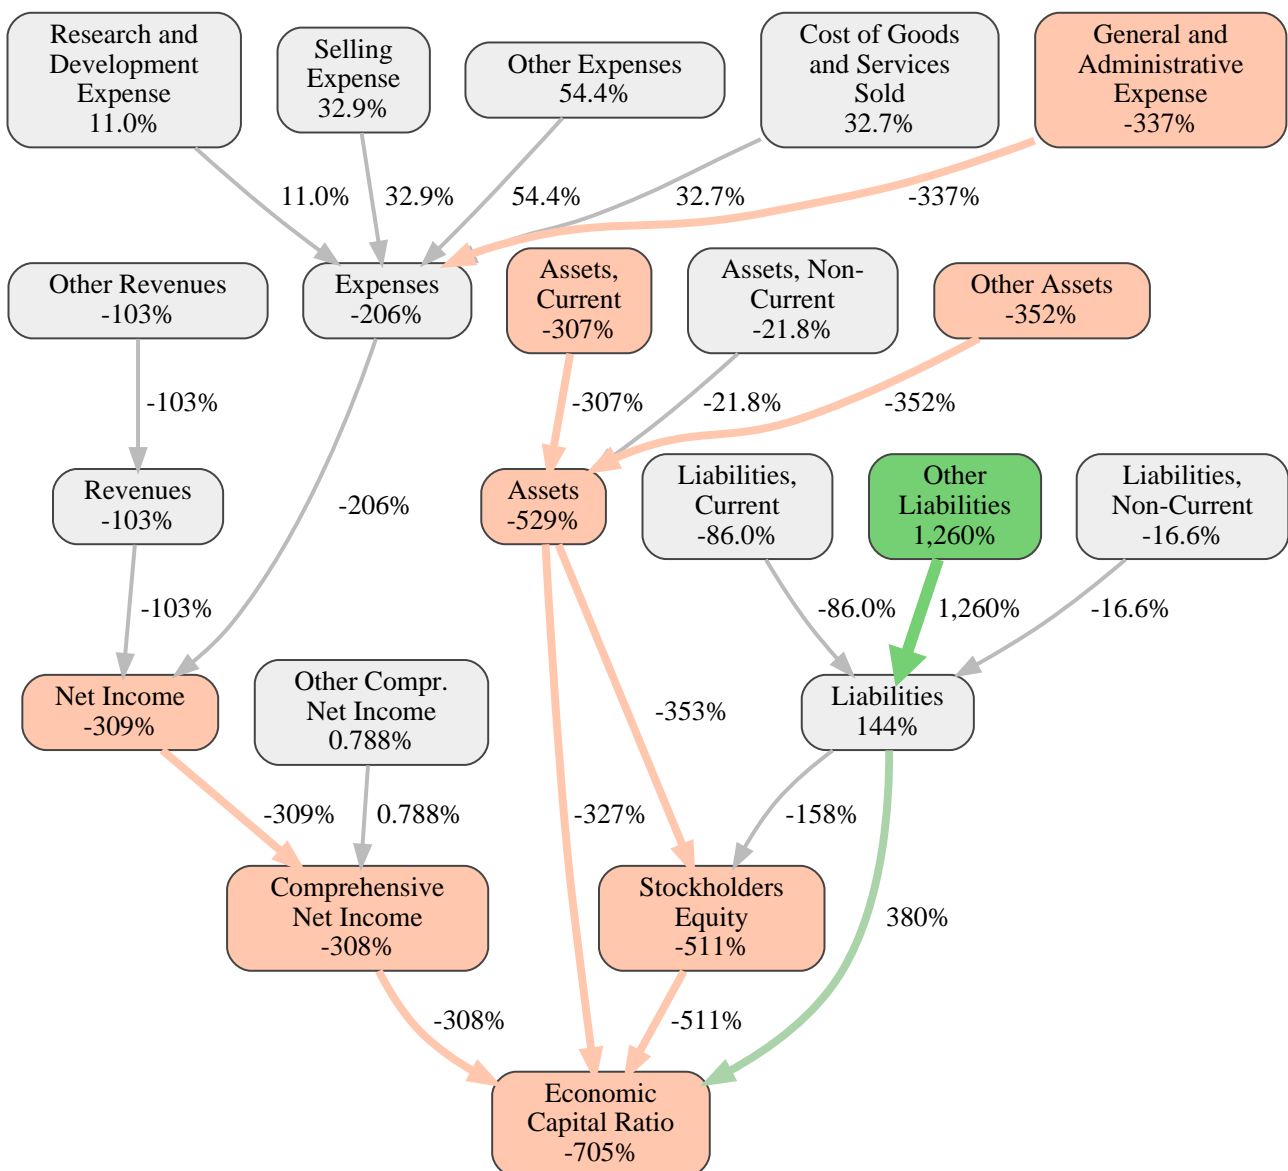 Research and
Development
Expense
11.0%
Selling
Expense
32.9%
Other Expenses
54.4%
Cost of Goods
and Services
Sold
32.7%
General and
Administrative
Expense
-337%
11.0%
32.9%
54.4%
32.7%
-337%
Other Revenues
-103%
Expenses
-206%
Assets,
Current
-307%
Assets, Non-
Current
-21.8%
Other Assets
-352%
-103%
-307%
-21.8%
-352%
Revenues
-103%
-206%
Assets
-529%
Liabilities,
Current
-86.0%
Other
Liabilities
1,260%
Liabilities,
Non-Current
-16.6%
-103%
-86.0%
1,260%
-16.6%
Net Income
-309%
Other Compr.
Net Income
0.788%
-353%
Liabilities
144%
-309%
0.788%
-327%
-158%
Comprehensive
Net Income
-308%
Stockholders
Equity
-511%
380%
-308%
-511%
Economic
Capital Ratio
-705%